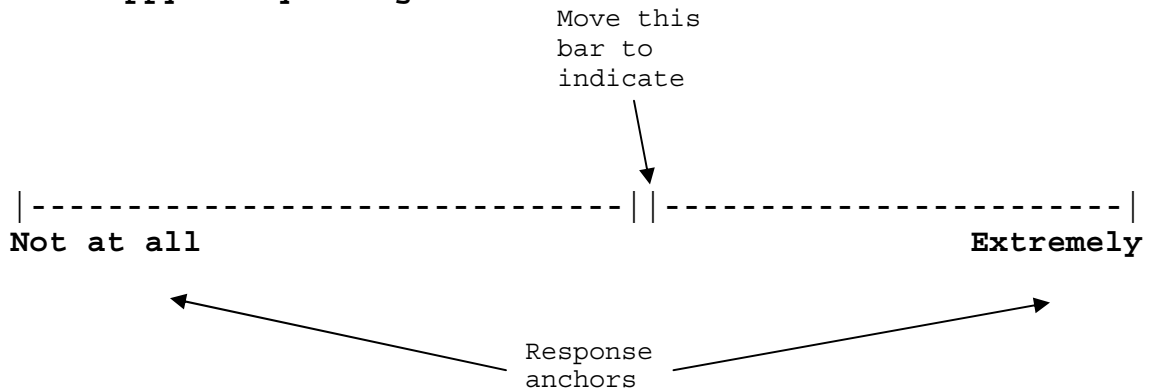 Move this
bar to
indicate
|-------------------------------||------------------------|
Not at all Extremely
Response
anchors